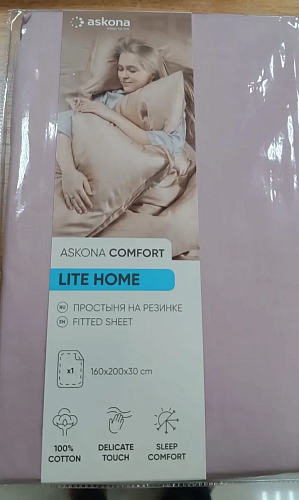 askona
ASKONA COMFORT
LITE HOME
RU ПРОСТЫНЯ НА РЕЗИНКЕ
EN FITTED SHEET
x1 160x200x30 cm
100% COTTON
DELICATE TOUCH
SLEEP COMFORT